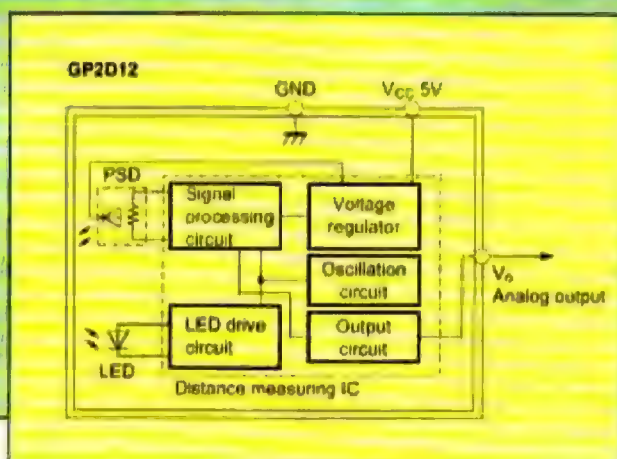 GP2D12
GND
VCC 5V
PSD
Signal
processing
circuit
Voltage
regulator
Oscillation
circuit
Vo
Analog output
LED drive
circuit
Output
circuit
LED
Distance measuring IC